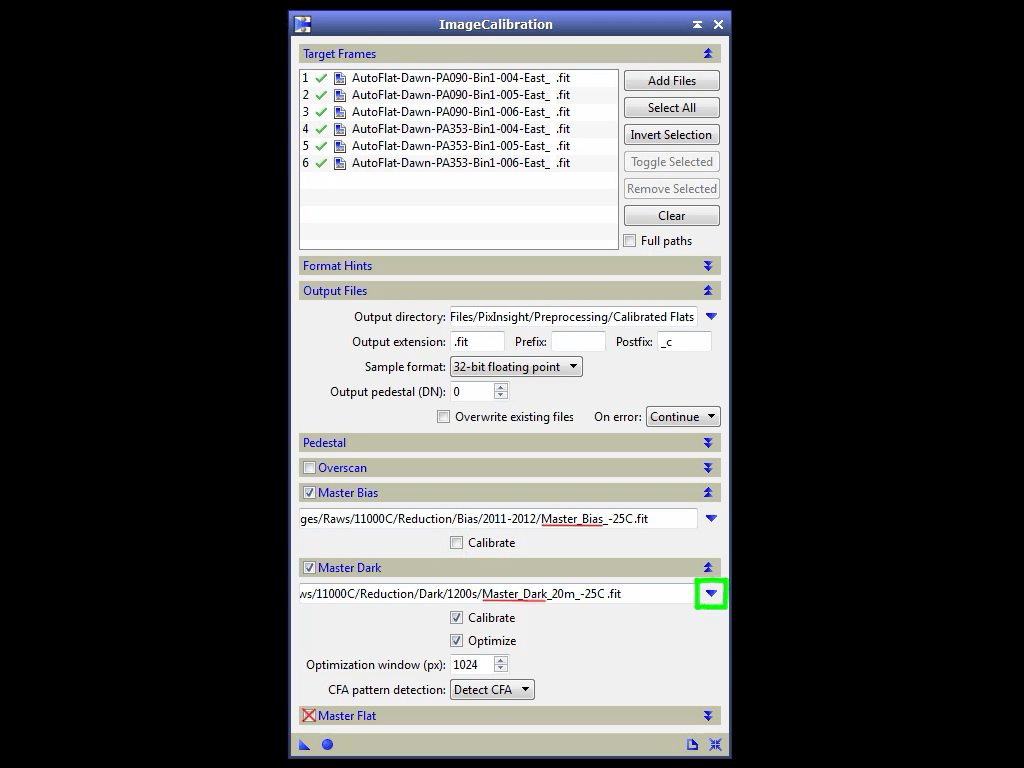 ImageCalibration
Target Frames
1 AutoFlat-Dawn-PA090-Bin1-004-East_ .fit
2 AutoFlat-Dawn-PA090-Bin1-005-East_ .fit
3 AutoFlat-Dawn-PA090-Bin1-006-East_ .fit
4 AutoFlat-Dawn-PA353-Bin1-004-East_ .fit
5 AutoFlat-Dawn-PA353-Bin1-005-East_ .fit
6 AutoFlat-Dawn-PA353-Bin1-006-East_ .fit
Add Files
Select All
Invert Selection
Toggle Selected
Remove Selected
Clear
Full paths
Format Hints
Output Files
Output directory: Files/PixInsight/Preprocessing/Calibrated Flats
Output extension: .fit Prefix: Postfix: _c
Sample format: 32-bit floating point
Output pedestal (DN): 0
Overwrite existing files On error: Continue
Pedestal
Overscan
Master Bias
ges/Raws/11000C/Reduction/Bias/2011-2012/Master_Bias_-25C.fit
Calibrate
Master Dark
ws/11000C/Reduction/Dark/1200s/Master_Dark_20m_-25C .fit
Calibrate
Optimize
Optimization window (px): 1024
CFA pattern detection: Detect CFA
Master Flat